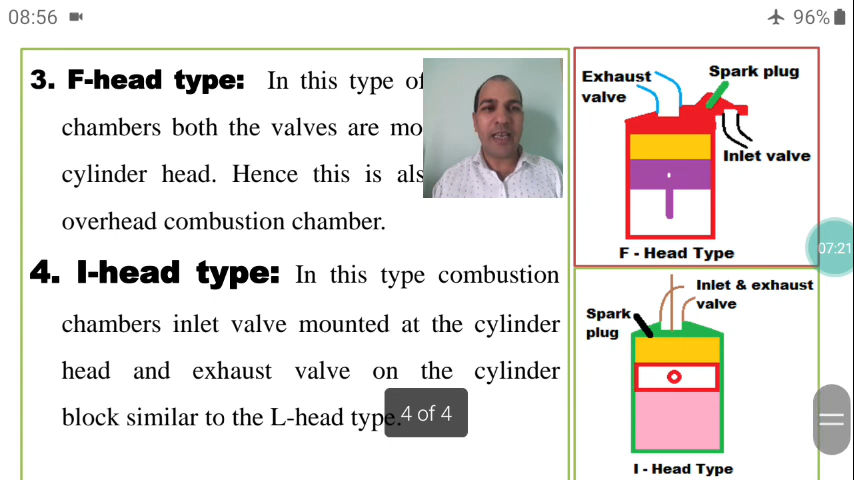 08:56
96%
3. F-head type: In this type of
chambers both the valves are mo
cylinder head. Hence this is als
overhead combustion chamber.
4. I-head type: In this type combustion
chambers inlet valve mounted at the cylinder
head and exhaust valve on the cylinder
block similar to the L-head type.
4 of 4
Exhaust
valve
Spark plug
Inlet valve
F - Head Type
07:21
Inlet & exhaust
valve
Spark
plug
I - Head Type